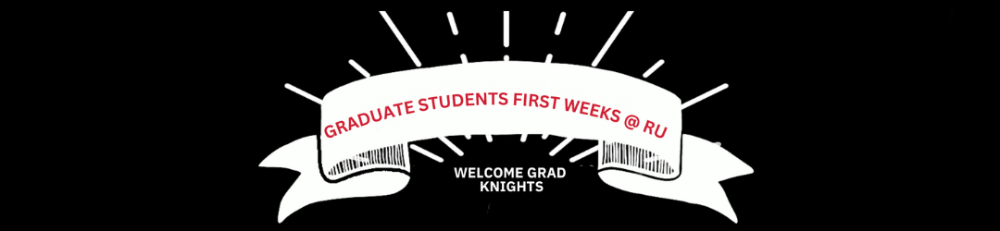 GRADUATE STUDENTS FIRST WEEKS @ RU
WELCOME GRAD
KNIGHTS